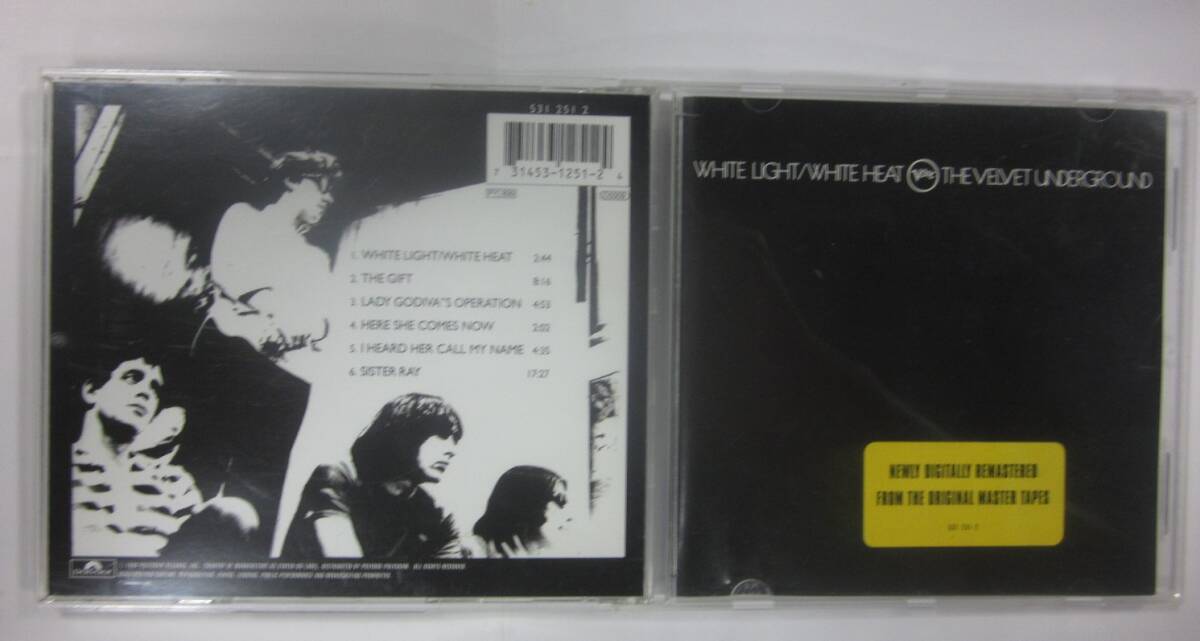 531 251 2
7 31453-1251-2 4
1. WHITE LIGHT/WHITE HEAT 2:44
2. THE GIFT 8:16
3. LADY GODIVA'S OPERATION 4:53
4. HERE SHE COMES NOW 2:02
5. I HEARD HER CALL MY NAME 4:35
6. SISTER RAY 17:27
WHITE LIGHT/WHITE HEAT Verve THE VELVET UNDERGROUND
NEWLY DIGITALLY REMASTERED
FROM THE ORIGINAL MASTER TAPES